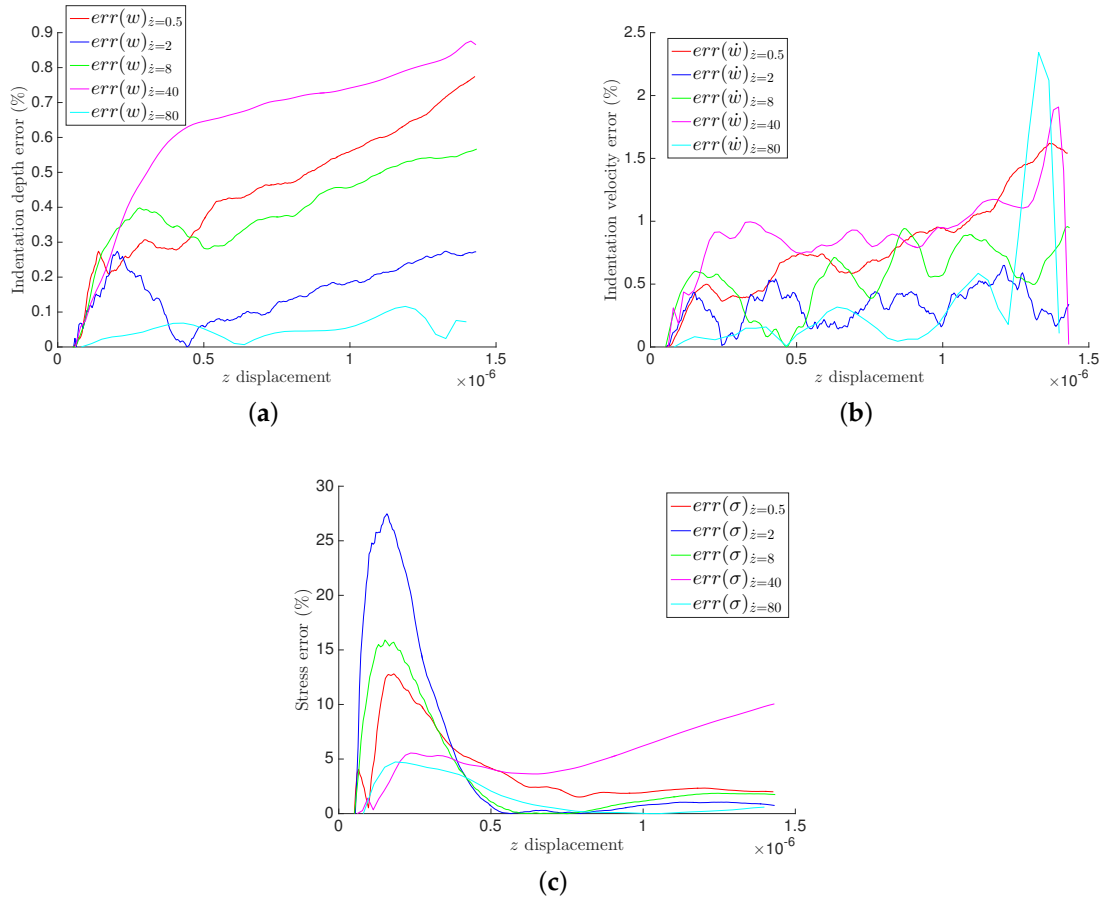 err(w)ż=0.5
err(w)ż=2
err(w)ż=8
err(w)ż=40
err(w)ż=80
Indentation depth error (%)
0.9
0.8
0.7
0.6
0.5
0.4
0.3
0.2
0.1
0
0 0.5 1 1.5
×10⁻⁶
z displacement
(a)
err(ẇ)ż=0.5
err(ẇ)ż=2
err(ẇ)ż=8
err(ẇ)ż=40
err(ẇ)ż=80
Indentation velocity error (%)
2.5
2
1.5
1
0.5
0
0 0.5 1 1.5
×10⁻⁶
z displacement
(b)
err(σ)ż=0.5
err(σ)ż=2
err(σ)ż=8
err(σ)ż=40
err(σ)ż=80
Stress error (%)
30
25
20
15
10
5
0
0 0.5 1 1.5
×10⁻⁶
z displacement
(c)